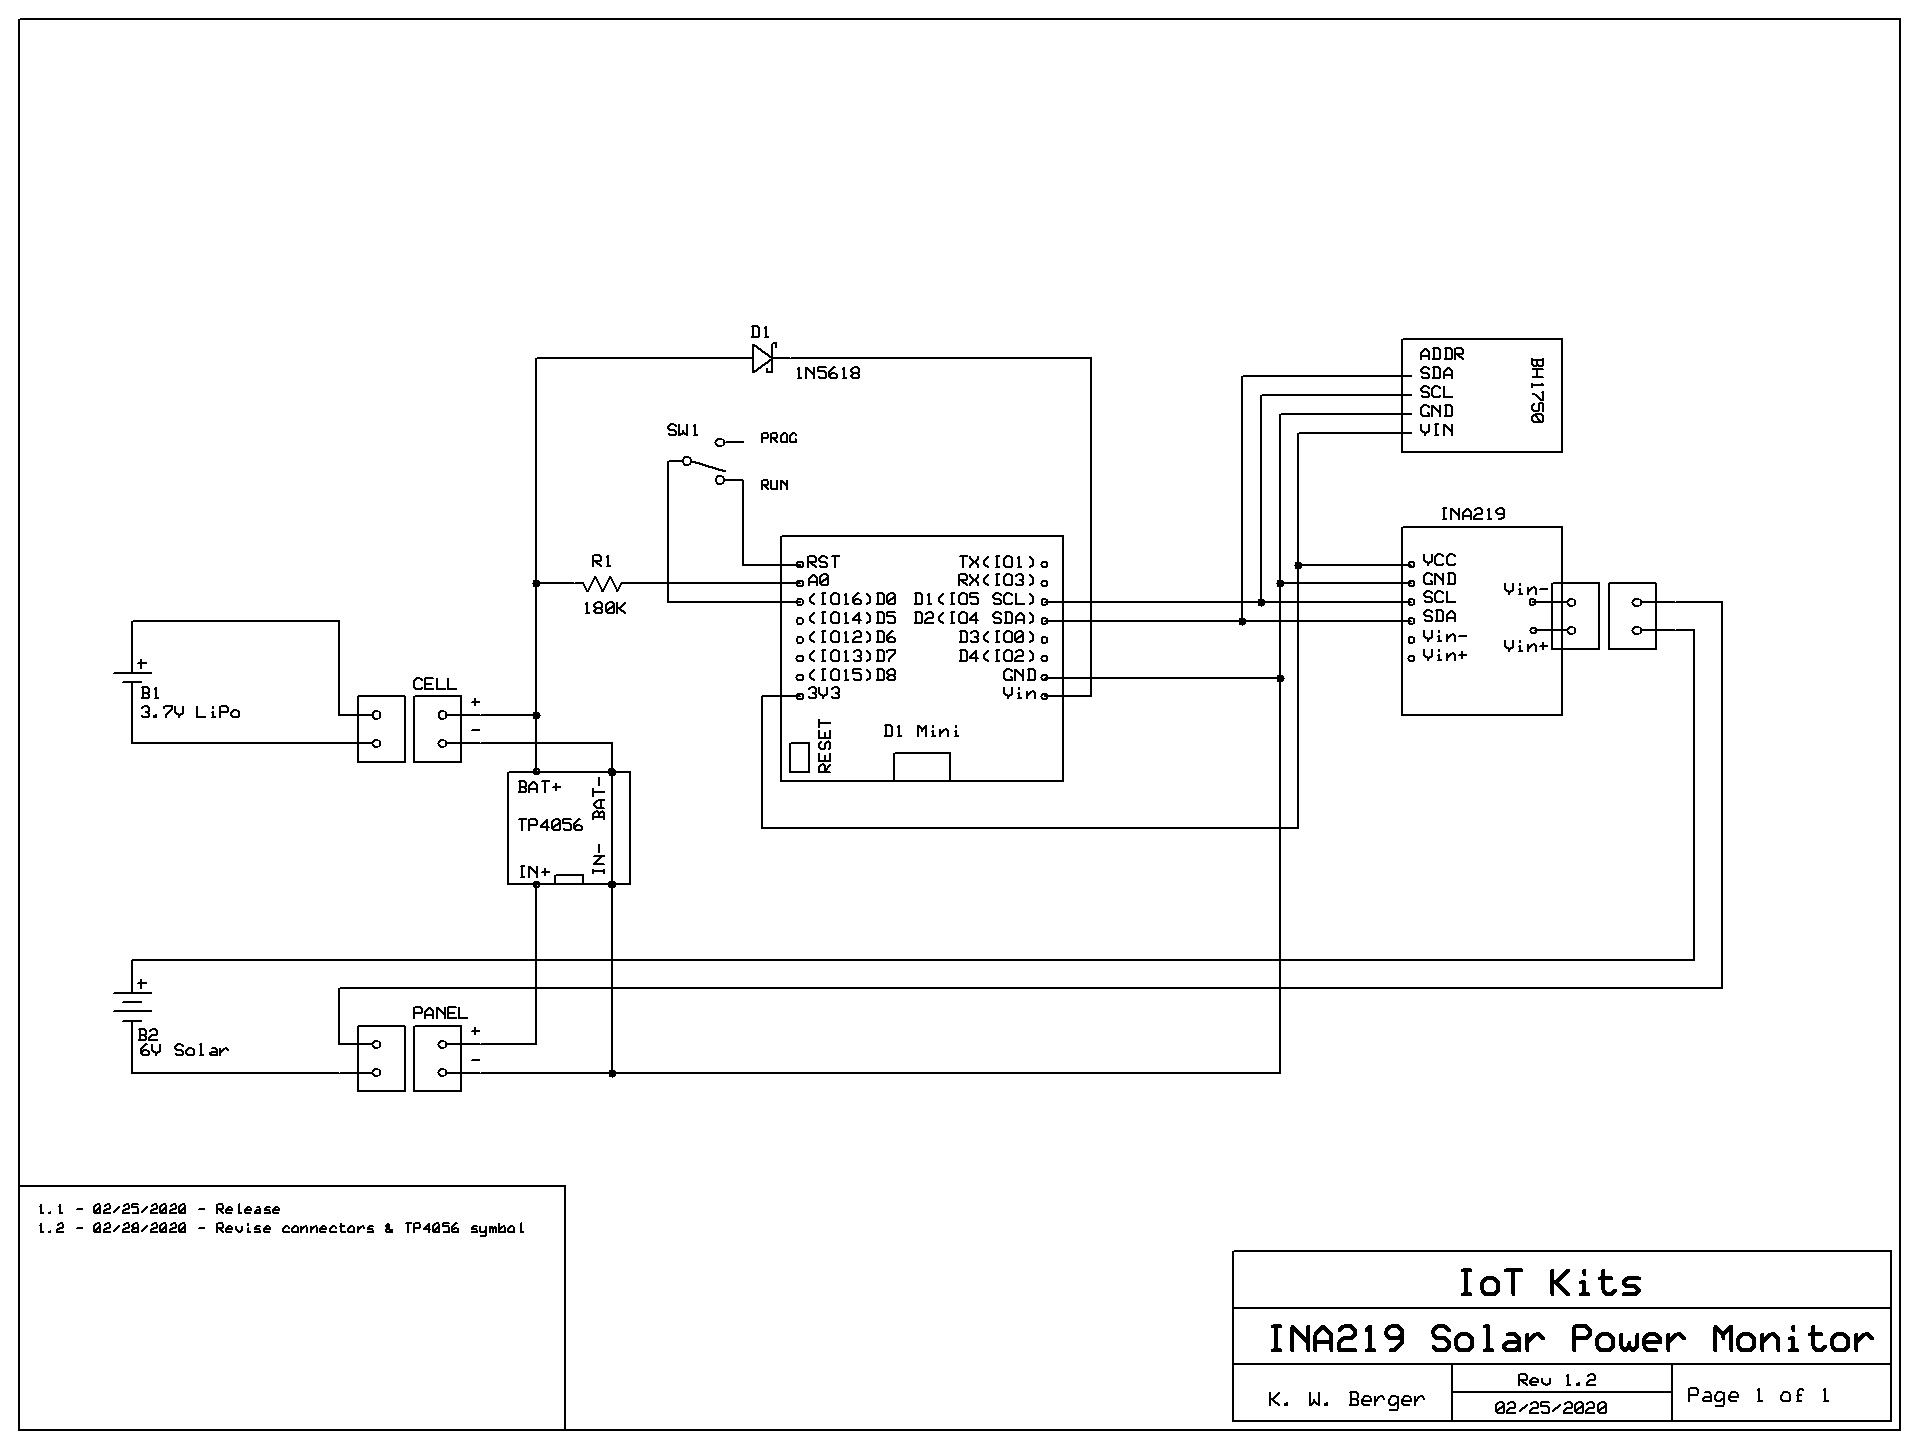 D1
1N5618
SW1
PROG
RUN
R1
180K
RST
A0
(IO16)D0
(IO14)D5
(IO12)D6
(IO13)D7
(IO15)D8
3V3
TX(IO1)
RX(IO3)
D1(IO5 SCL)
D2(IO4 SDA)
D3(IO0)
D4(IO2)
GND
Vin
D1 Mini
RESET
ADDR
SDA
SCL
GND
VIN
BH1750
INA219
VCC
GND
SCL
SDA
Vin-
Vin+
Vin-
Vin+
+
B1
3.7V LiPo
CELL
+
-
BAT+
BAT-
TP4056
IN+
IN-
+
B2
6V Solar
PANEL
+
-
1.1 - 02/25/2020 - Release
1.2 - 02/28/2020 - Revise connectors & TP4056 symbol
IoT Kits
INA219 Solar Power Monitor
K. W. Berger
Rev 1.2
02/25/2020
Page 1 of 1